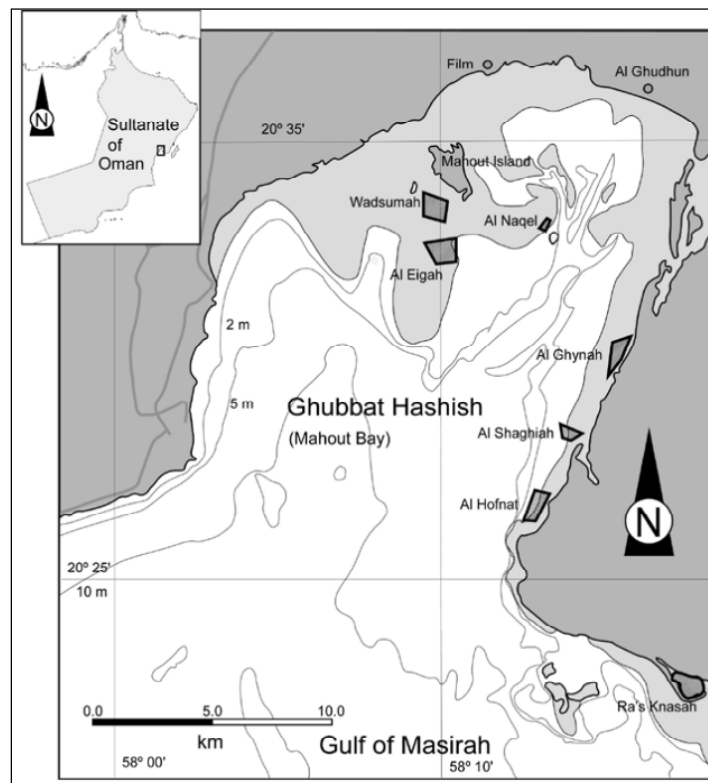 N
Sultanate
of
Oman
Film
Al Ghudhun
20º 35'
Mahout Island
Wadsumah
Al Naqel
Al Eigah
2 m
Al Ghynah
5 m
Ghubbat Hashish
(Mahout Bay)
Al Shaghiah
Al Hofnat
N
20º 25'
10 m
0.0 5.0 10.0
km
Ra's Knasah
Gulf of Masirah
58º 00' 58º 10'